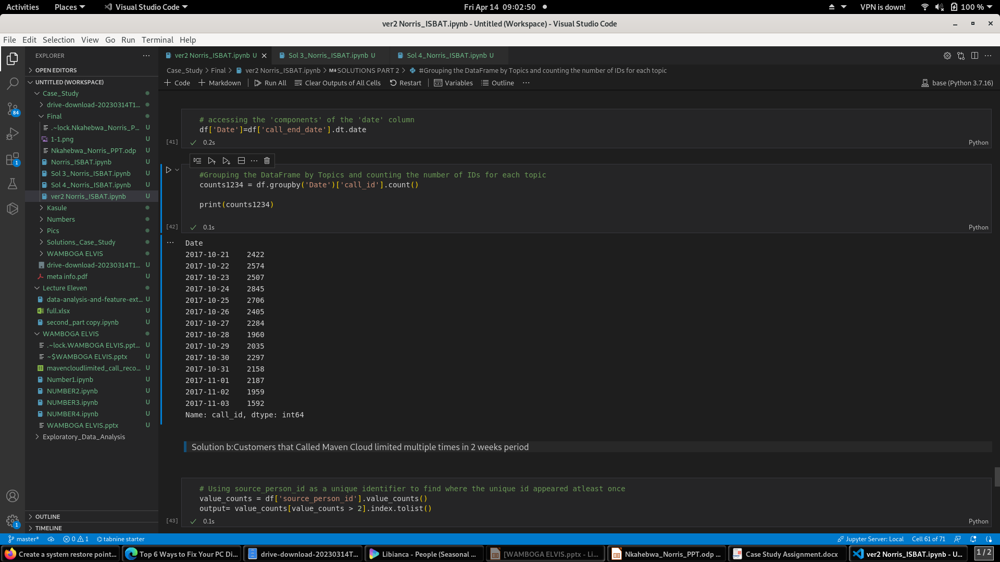 Activities Places Visual Studio Code Fri Apr 14 09:02:50 VPN is down! 100 %
ver2 Norris_ISBAT.ipynb - Untitled (Workspace) - Visual Studio Code
File Edit Selection View Go Run Terminal Help
EXPLORER
OPEN EDITORS
UNTITLED (WORKSPACE)
Case_Study
drive-download-20230314T1...
Final
.~lock.Nkahebwa_Norris_P... U
1-1.png U
Nkahebwa_Norris_PPT.odp U
Norris_ISBAT.ipynb U
Sol 3_Norris_ISBAT.ipynb U
Sol 4_Norris_ISBAT.ipynb U
ver2 Norris_ISBAT.ipynb U
Kasule
Numbers
Pics
Solutions_Case_Study
WAMBOGA ELVIS
drive-download-20230314T1... U
meta info.pdf U
Lecture Eleven
data-analysis-and-feature-ext... U
full.xlsx U
second_part copy.ipynb U
WAMBOGA ELVIS
.~lock.WAMBOGA ELVIS.ppt... U
~$WAMBOGA ELVIS.pptx U
mavencloudlimited_call_reco... U
Number1.ipynb U
NUMBER2.ipynb U
NUMBER3.ipynb U
NUMBER4.ipynb U
WAMBOGA ELVIS.pptx U
Exploratory_Data_Analysis
OUTLINE
TIMELINE
84
1
1
ver2 Norris_ISBAT.ipynb U Sol 3_Norris_ISBAT.ipynb U Sol 4_Norris_ISBAT.ipynb U
Case_Study > Final > ver2 Norris_ISBAT.ipynb > M↓SOLUTIONS PART 2 > #Grouping the DataFrame by Topics and counting the number of IDs for each topic
+ Code + Markdown Run All Clear Outputs of All Cells Restart Variables Outline ... base (Python 3.7.16)
# accessing the 'components' of the 'date' column
df['Date']=df['call_end_date'].dt.date
[41] ✓ 0.2s Python
#Grouping the DataFrame by Topics and counting the number of IDs for each topic
counts1234 = df.groupby('Date')['call_id'].count()
print(counts1234)
[42] ✓ 0.1s Python
Date
2017-10-21 2422
2017-10-22 2574
2017-10-23 2507
2017-10-24 2845
2017-10-25 2706
2017-10-26 2405
2017-10-27 2284
2017-10-28 1960
2017-10-29 2035
2017-10-30 2297
2017-10-31 2158
2017-11-01 2187
2017-11-02 1959
2017-11-03 1592
Name: call_id, dtype: int64
Solution b:Customers that Called Maven Cloud limited multiple times in 2 weeks period
# Using source_person_id as a unique identifier to find where the unique id appeared atleast once
value_counts = df['source_person_id'].value_counts()
output= value_counts[value_counts > 2].index.tolist()
[43] ✓ 0.1s Python
master* 0 1 tabnine starter Jupyter Server: Local Cell 61 of 71
Create a system restore point... Top 6 Ways to Fix Your PC Di... drive-download-20230314T... Libianca - People (Seasonal ... [WAMBOGA ELVIS.pptx - Li... Nkahebwa_Norris_PPT.odp ... Case Study Assignment.docx ver2 Norris_ISBAT.ipynb - U... 1 / 2